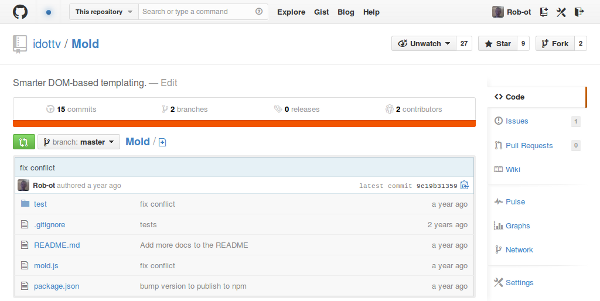 This repository Search or type a command Explore Gist Blog Help Rob-ot
idottv / Mold Unwatch 27 Star 9 Fork 2
Smarter DOM-based templating. — Edit
15 commits 2 branches 0 releases 2 contributors
branch: master Mold /
fix conflict
Rob-ot authored a year ago latest commit 9c19b31359
test fix conflict a year ago
.gitignore tests 2 years ago
README.md Add more docs to the README a year ago
mold.js fix conflict a year ago
package.json bump version to publish to npm a year ago
Code
Issues 1
Pull Requests 0
Wiki
Pulse
Graphs
Network
Settings